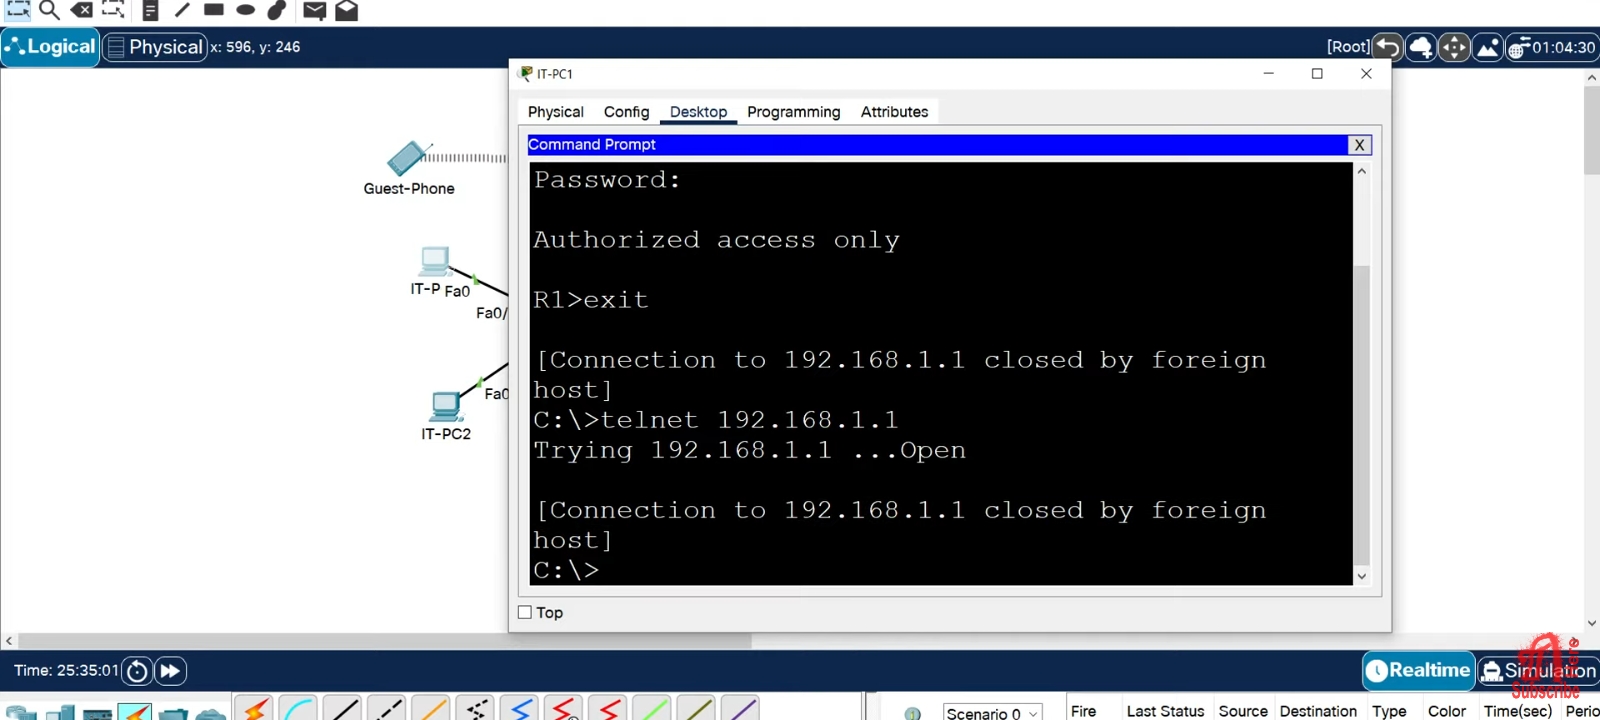 Logical
Physical
x: 596, y: 246
[Root]
01:04:30
IT-PC1
Physical
Config
Desktop
Programming
Attributes
Command Prompt
X
Password:
Authorized access only
R1>exit
[Connection to 192.168.1.1 closed by foreign
host]
C:\>telnet 192.168.1.1
Trying 192.168.1.1 ...Open
[Connection to 192.168.1.1 closed by foreign
host]
C:\>
Top
Guest-Phone
IT-P
Fa0
Fa0/
Fa0
IT-PC2
Time: 25:35:01
Realtime
Simulation
Subscribe
Here
Scenario 0
Fire
Last Status
Source
Destination
Type
Color
Time(sec)
Perio